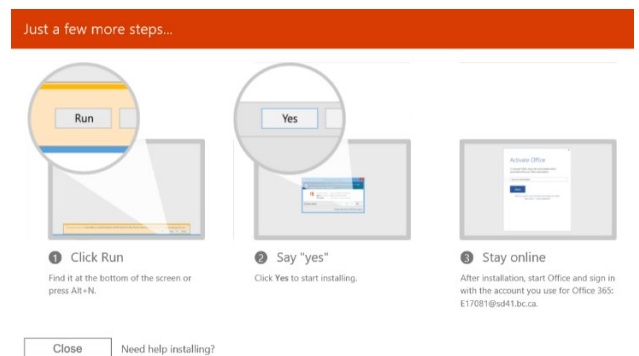 Just a few more steps...
Run
Yes
Activate Office
1 Click Run
Find it at the bottom of the screen or
press Alt+N.
2 Say "yes"
Click Yes to start installing.
3 Stay online
After installation, start Office and sign in
with the account you use for Office 365:
E17081@sd41.bc.ca.
Close
Need help installing?